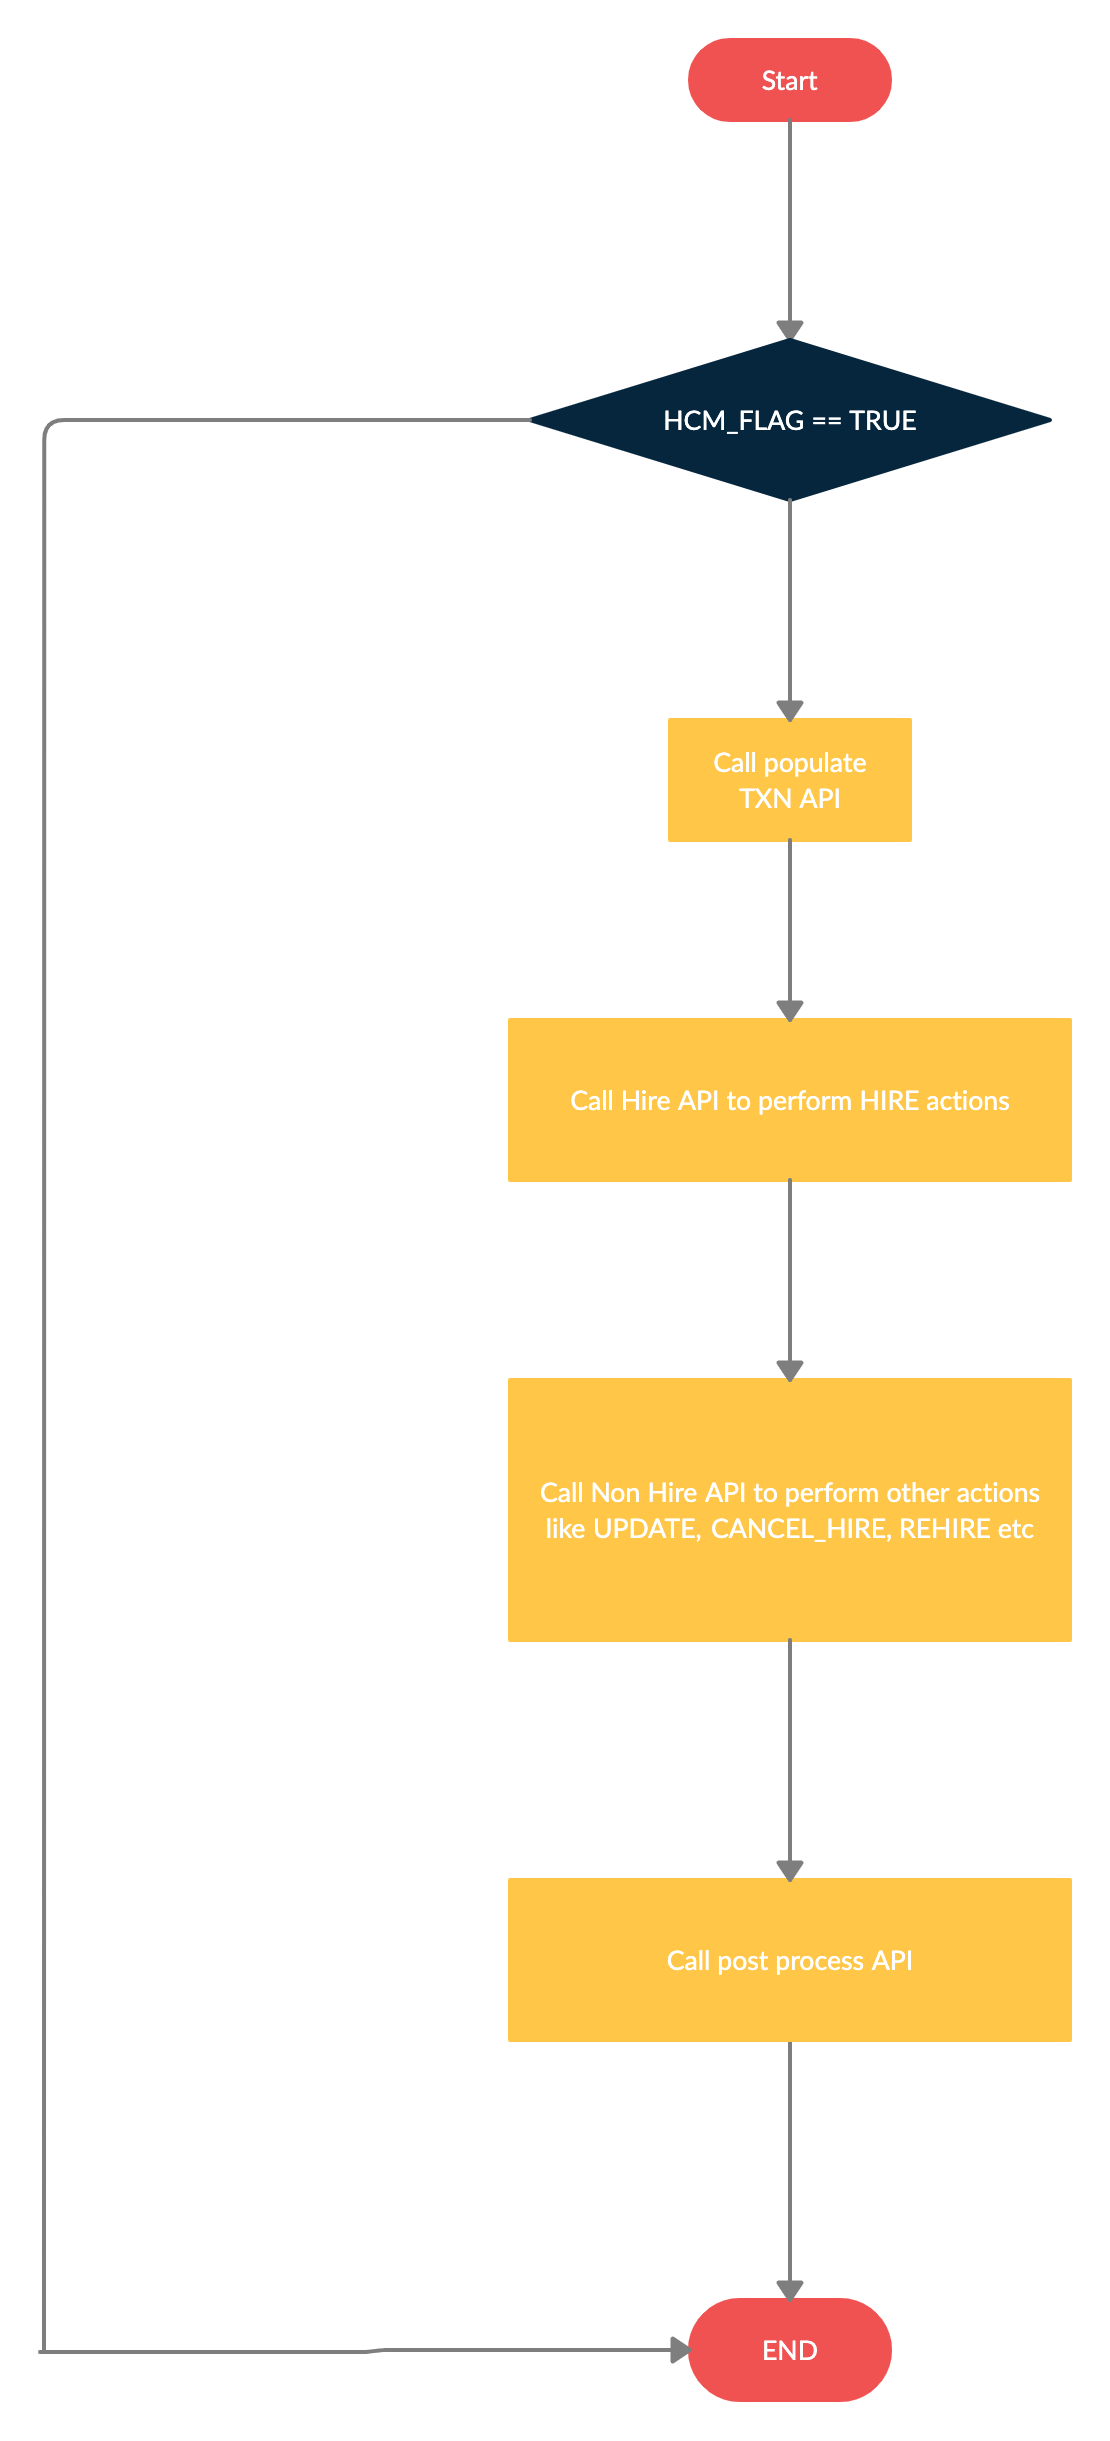 Start
HCM_FLAG == TRUE
Call populate
TXN API
Call Hire API to perform HIRE actions
Call Non Hire API to perform other actions
like UPDATE, CANCEL_HIRE, REHIRE etc
Call post process API
END